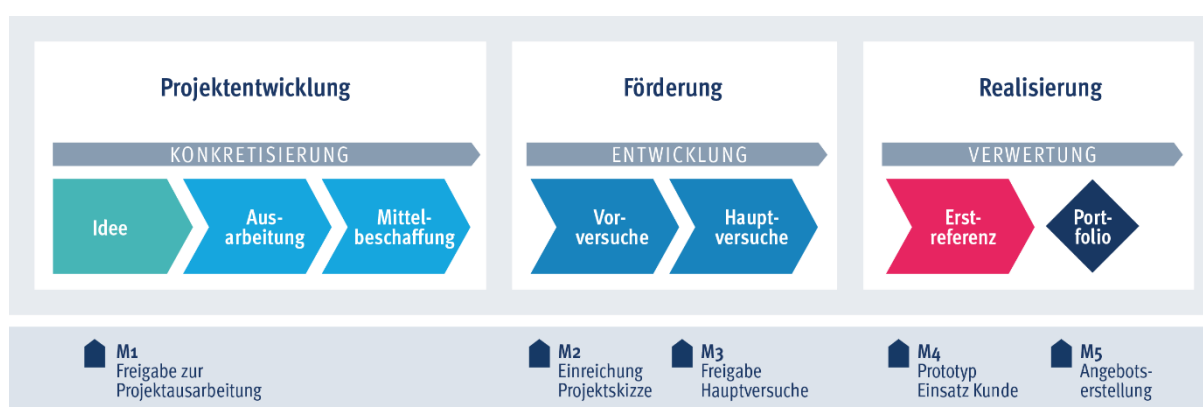 Projektentwicklung
KONKRETISIERUNG
Idee
Aus-
arbeitung
Mittel-
beschaffung
Förderung
ENTWICKLUNG
Vor-
versuche
Haupt-
versuche
Realisierung
VERWERTUNG
Erst-
referenz
Port-
folio
M1
Freigabe zur
Projektausarbeitung
M2
Einreichung
Projektskizze
M3
Freigabe
Hauptversuche
M4
Prototyp
Einsatz Kunde
M5
Angebots-
erstellung